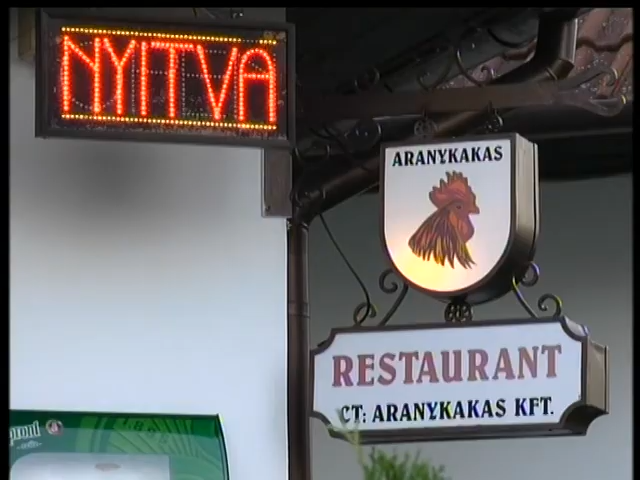 NYITVA
ARANYKAKAS
RESTAURANT
CT: ARANYKAKAS KFT.